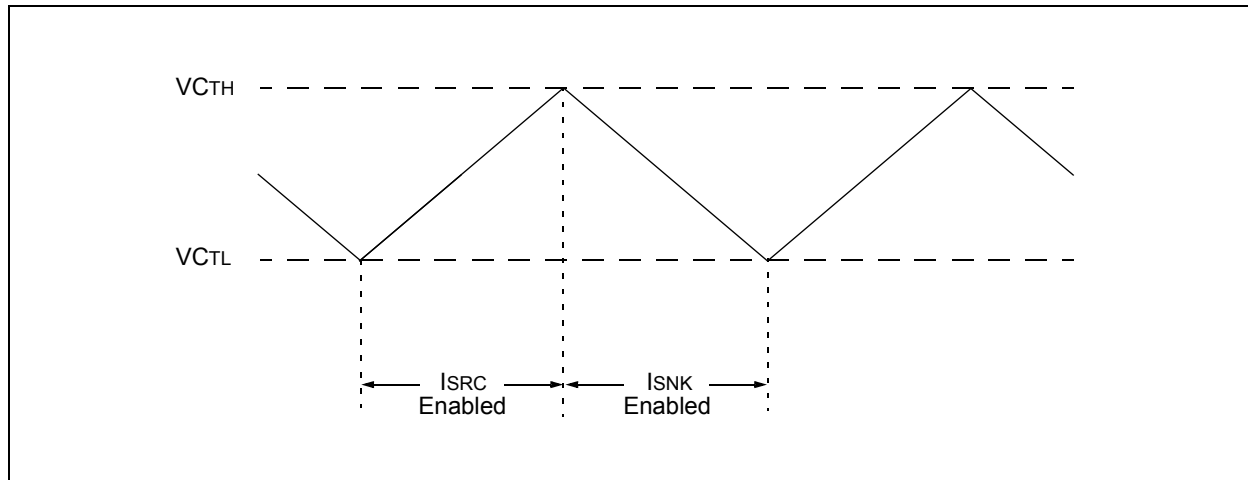 VCTH
VCTL
ISRC
Enabled
ISNK
Enabled